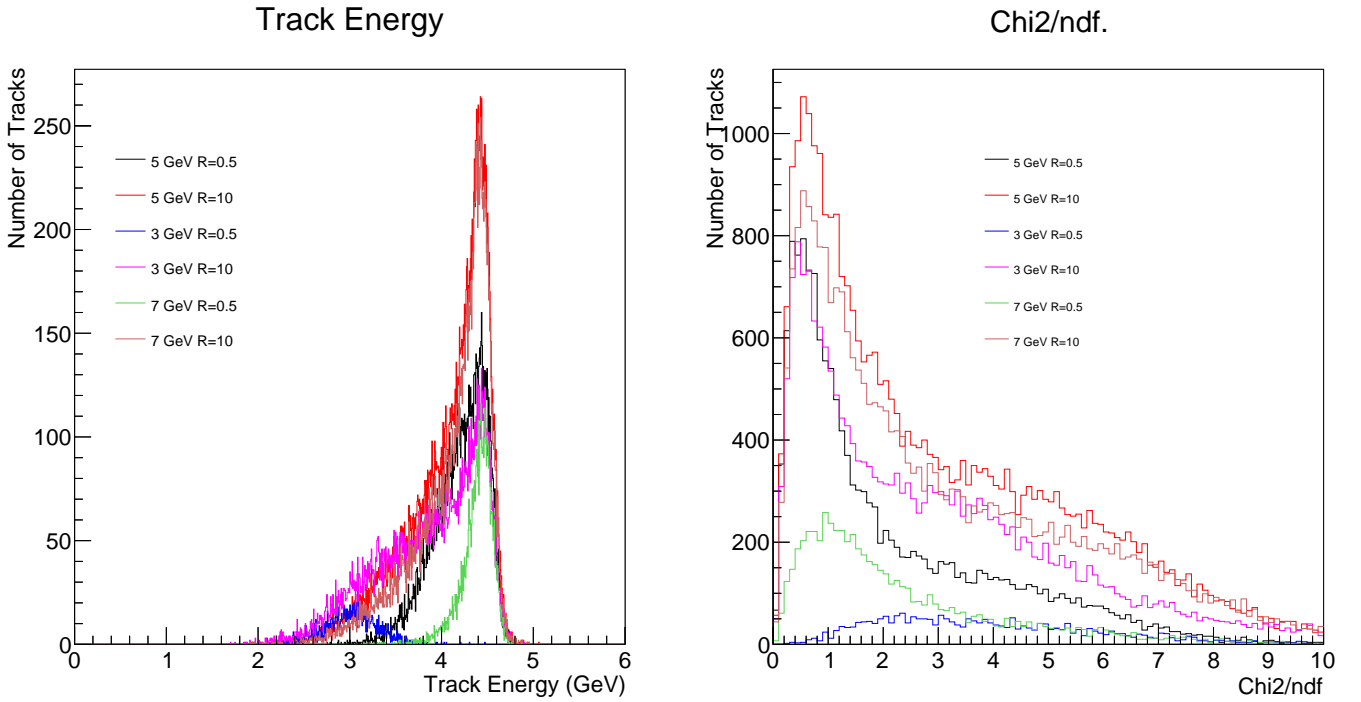 Track Energy
Number of Tracks
250
200
150
100
50
0
5 GeV R=0.5
5 GeV R=10
3 GeV R=0.5
3 GeV R=10
7 GeV R=0.5
7 GeV R=10
0 1 2 3 4 5 6
Track Energy (GeV)
Chi2/ndf.
Number of Tracks
1000
800
600
400
200
0
5 GeV R=0.5
5 GeV R=10
3 GeV R=0.5
3 GeV R=10
7 GeV R=0.5
7 GeV R=10
0 1 2 3 4 5 6 7 8 9 10
Chi2/ndf